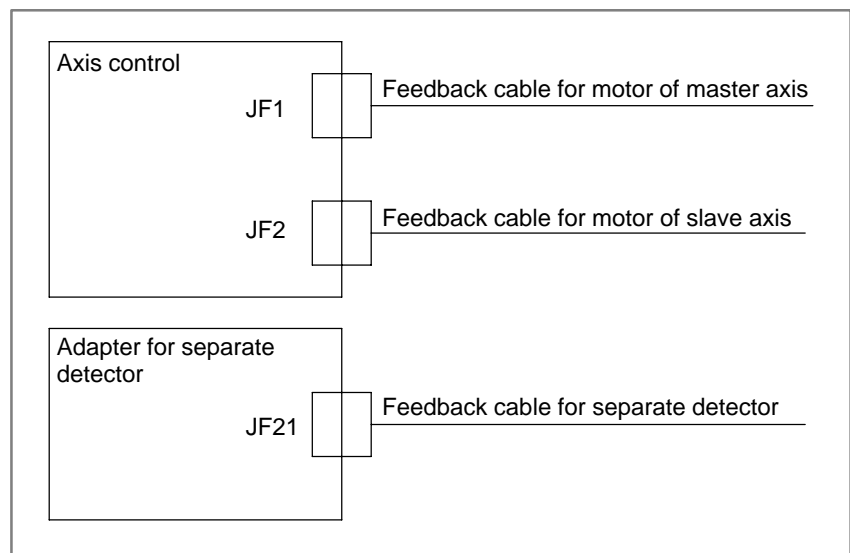 Axis control
JF1
Feedback cable for motor of master axis
JF2
Feedback cable for motor of slave axis
Adapter for separate
detector
JF21
Feedback cable for separate detector